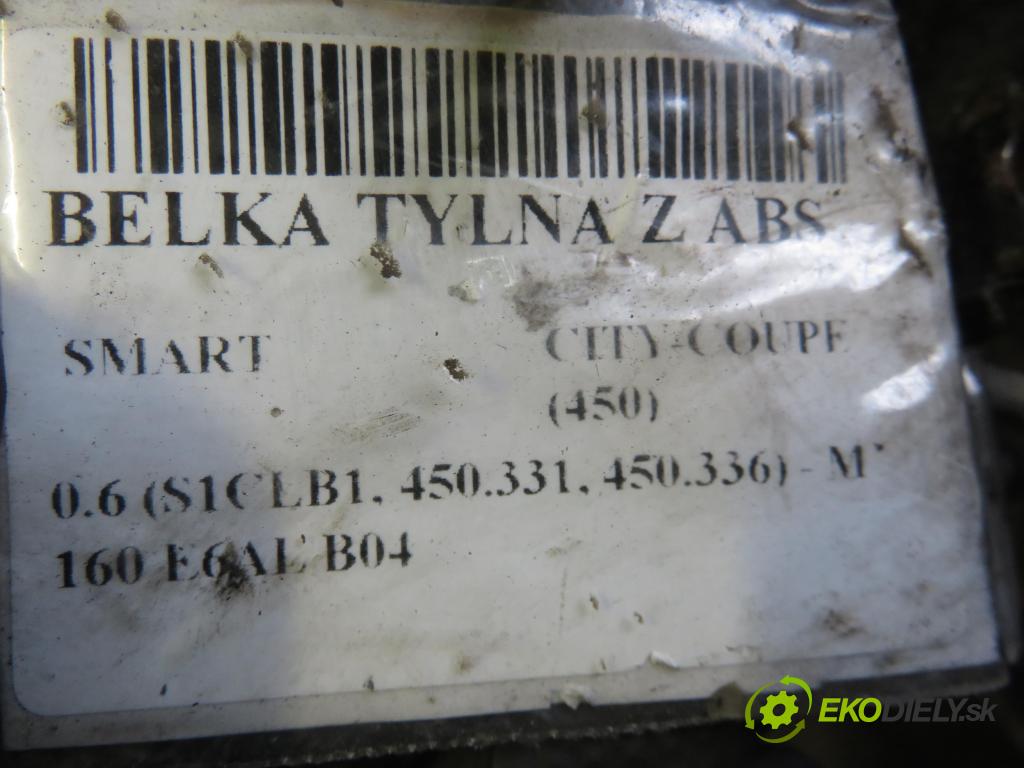 BELKA TYLNA Z ABS
SMART CITY-COUPE
(450)
0.6 (S1CLB1, 450.331, 450.336) -
160 E6AL B04
EKODIELY.sk